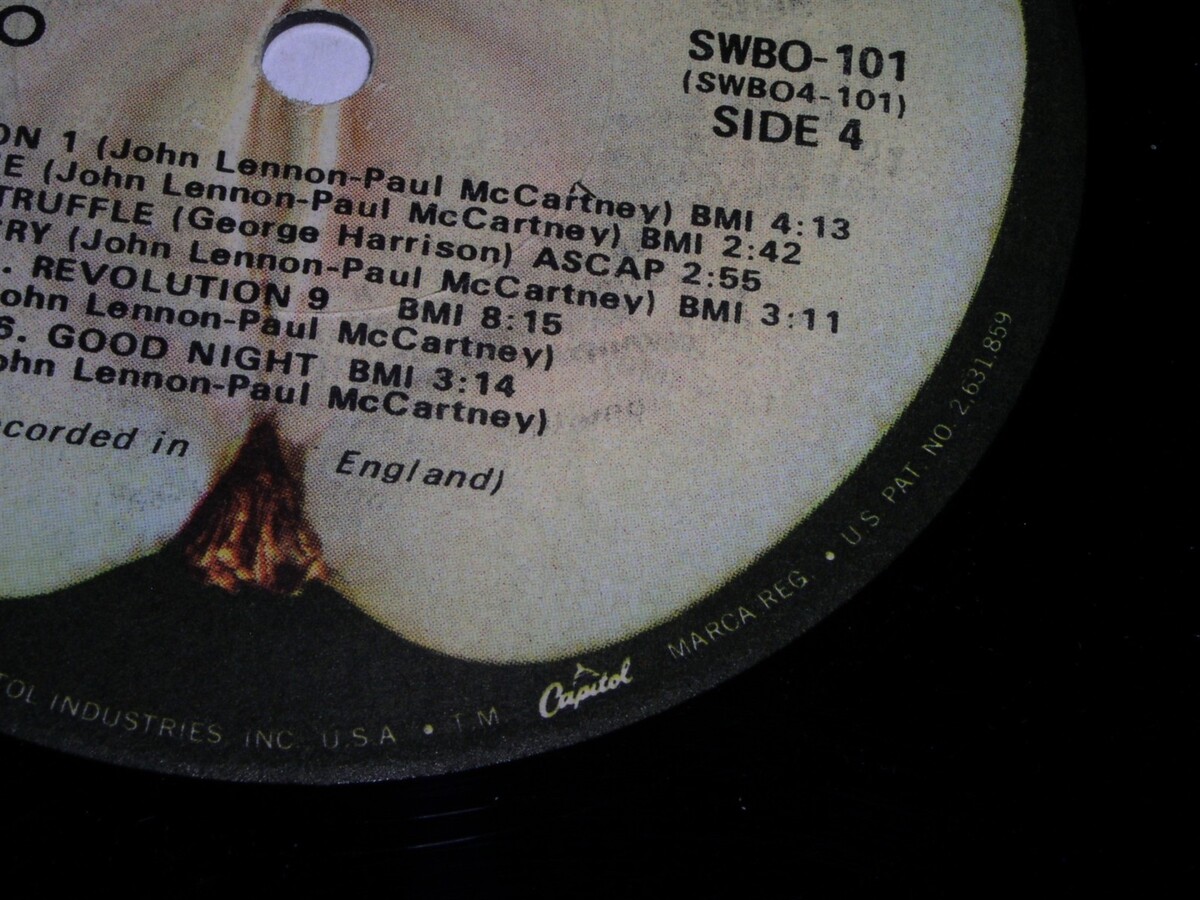 O
SWBO-101
(SWBO4-101)
SIDE 4
ON 1 (John Lennon-Paul McCartney) BMI 4:13
E (John Lennon-Paul McCartney) BMI 2:42
TRUFFLE (George Harrison) ASCAP 2:55
RRY (John Lennon-Paul McCartney) BMI 3:11
. REVOLUTION 9 BMI 8:15
ohn Lennon-Paul McCartney)
6. GOOD NIGHT BMI 3:14
ohn Lennon-Paul McCartney)
ecorded in England)
TOL INDUSTRIES, INC., U.S.A • T.M. Capitol MARCA REG. • U.S. PAT. NO. 2,631,859